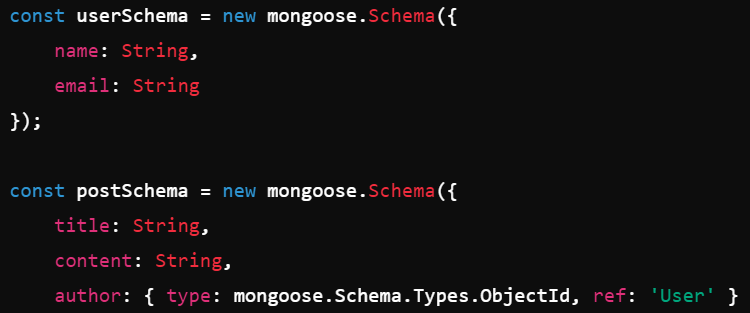 const userSchema = new mongoose.Schema({
    name: String,
    email: String
});

const postSchema = new mongoose.Schema({
    title: String,
    content: String,
    author: { type: mongoose.Schema.Types.ObjectId, ref: 'User' }